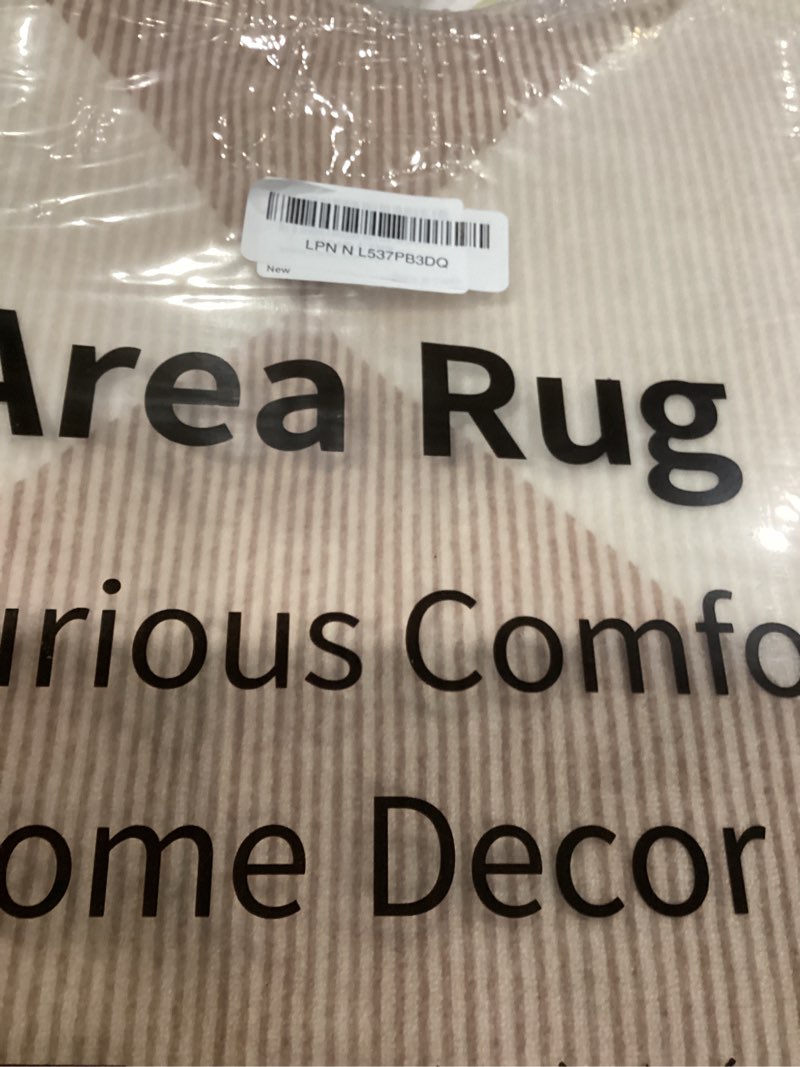 LPN N L537PB3DQ
New
Area Rug
urious Comfo
ome Decor